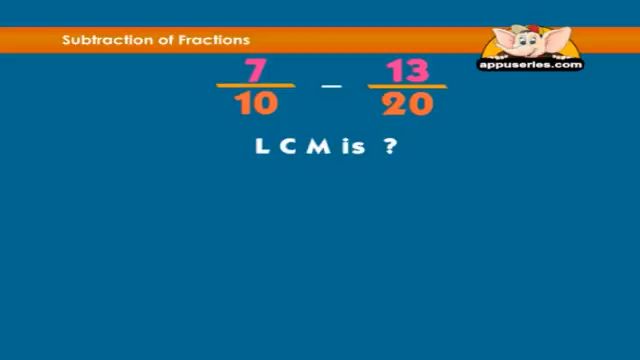 Subtraction of Fractions
appuseries.com
7/10 – 13/20
L C M is ?